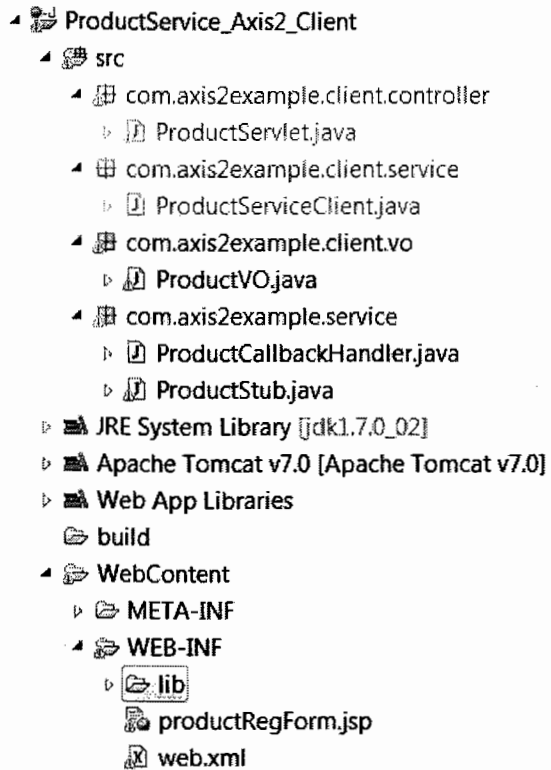 ProductService_Axis2_Client
src
com.axis2example.client.controller
ProductServlet.java
com.axis2example.client.service
ProductServiceClient.java
com.axis2example.client.vo
ProductVO.java
com.axis2example.service
ProductCallbackHandler.java
ProductStub.java
JRE System Library [jdk1.7.0_02]
Apache Tomcat v7.0 [Apache Tomcat v7.0]
Web App Libraries
build
WebContent
META-INF
WEB-INF
lib
productRegForm.jsp
web.xml